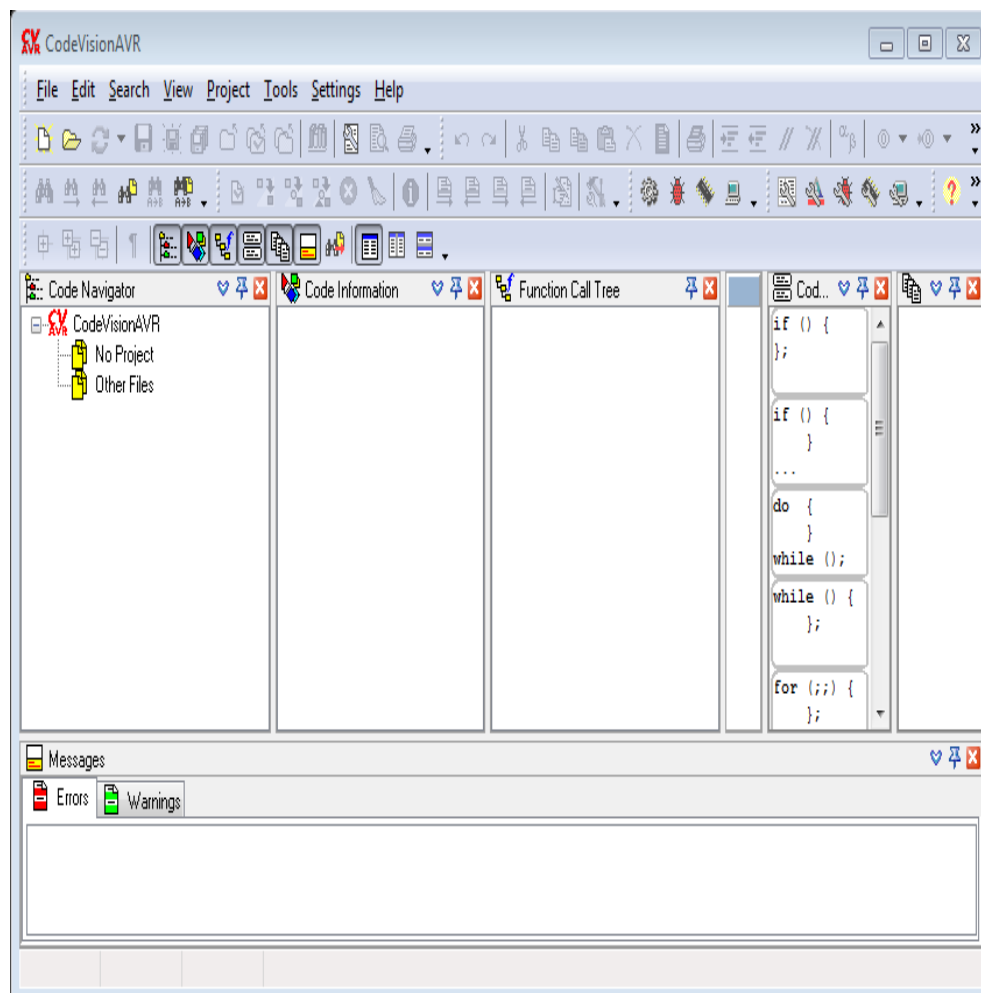 CodeVisionAVR
File Edit Search View Project Tools Settings Help
Code Navigator
Code Information
Function Call Tree
Cod...
CodeVisionAVR
No Project
Other Files
if () {
};
if () {
}
...
do {
}
while ();
while () {
};
for (;;) {
};
Messages
Errors
Warnings